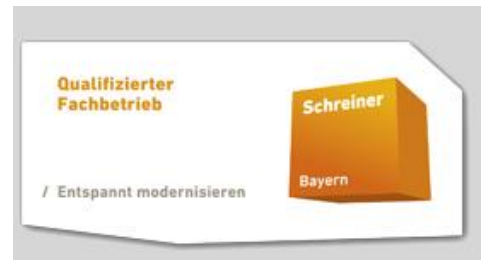 Qualifizierter
Fachbetrieb
Schreiner
Bayern
/ Entspannt modernisieren